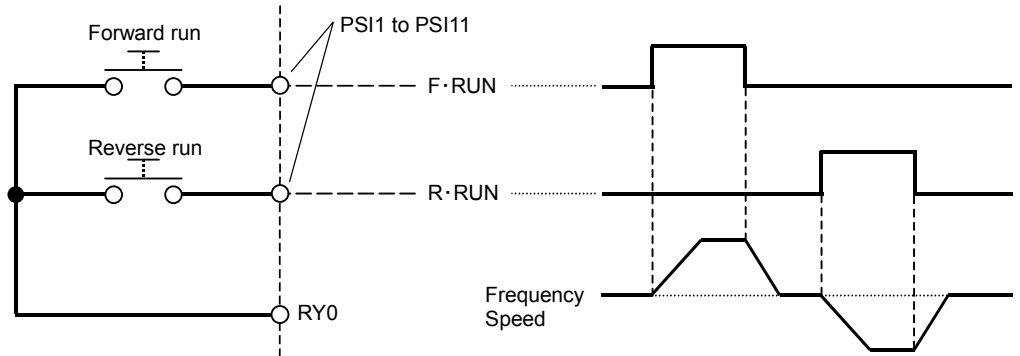 Forward run
PSI1 to PSI11
F·RUN
Reverse run
R·RUN
RY0
Frequency
Speed